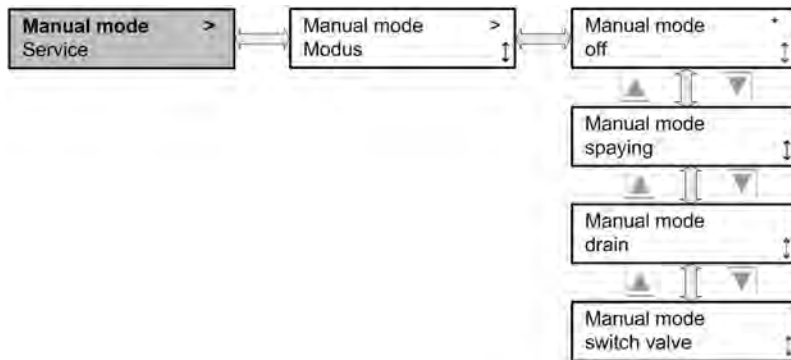 Manual mode >
Service
Manual mode >
Modus
Manual mode *
off
Manual mode
spaying
Manual mode
drain
Manual mode
switch valve